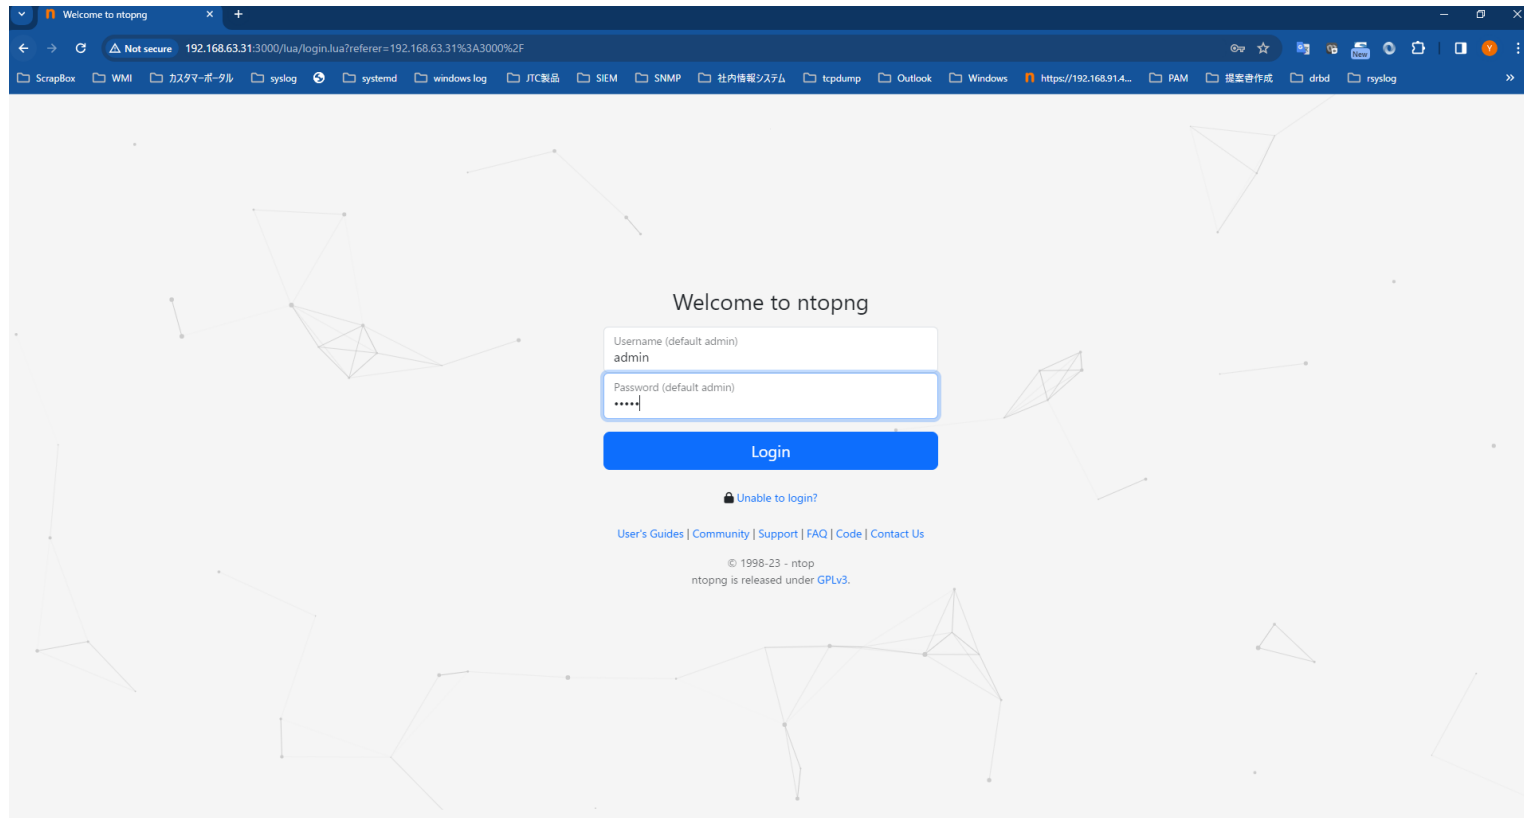 Welcome to ntopng
Not secure 192.168.63.31:3000/lua/login.lua?referer=192.168.63.31%3A3000%2F
New
Y
ScrapBox WMI カスタマーポータル syslog systemd windows log JTC製品 SIEM SNMP 社内情報システム tcpdump Outlook Windows https://192.168.91.4... PAM 提案書作成 drbd rsyslog »
Welcome to ntopng
Username (default admin)
admin
Password (default admin)
•••••
Login
Unable to login?
User's Guides | Community | Support | FAQ | Code | Contact Us
© 1998-23 - ntop
ntopng is released under GPLv3.